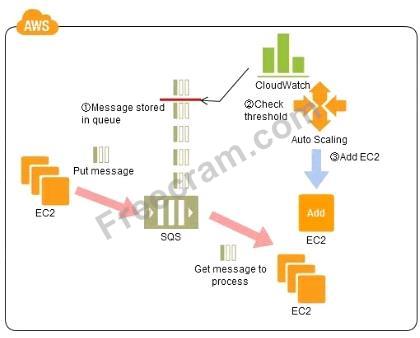 AWS
CloudWatch
①Message stored
in queue
②Check
threshold
Auto Scaling
③Add EC2
Put message
EC2
SQS
Add
EC2
Get message to
process
EC2
Freecram.com